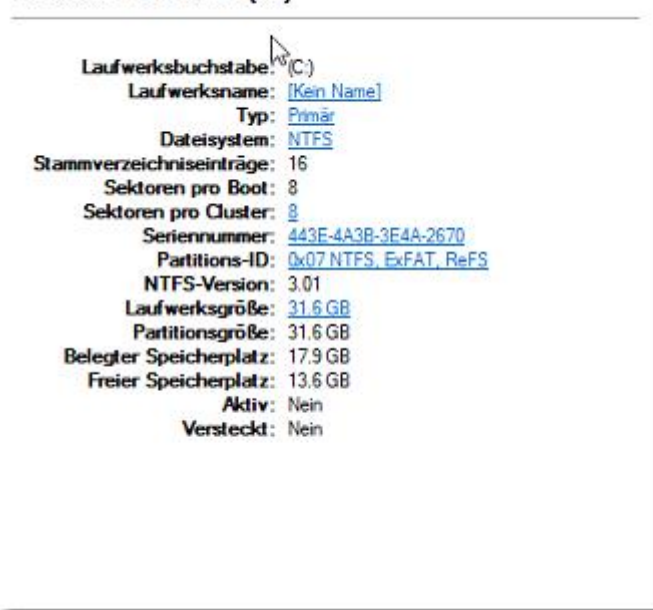 Laufwerksbuchstabe: (C:)
Laufwerksname: [Kein Name]
Typ: Primär
Dateisystem: NTFS
Stammverzeichniseinträge: 16
Sektoren pro Boot: 8
Sektoren pro Cluster: 8
Seriennummer: 443E-4A3B-3E4A-2670
Partitions-ID: 0x07 NTFS, ExFAT, ReFS
NTFS-Version: 3.01
Laufwerksgröße: 31.6 GB
Partitionsgröße: 31.6 GB
Belegter Speicherplatz: 17.9 GB
Freier Speicherplatz: 13.6 GB
Aktiv: Nein
Versteckt: Nein